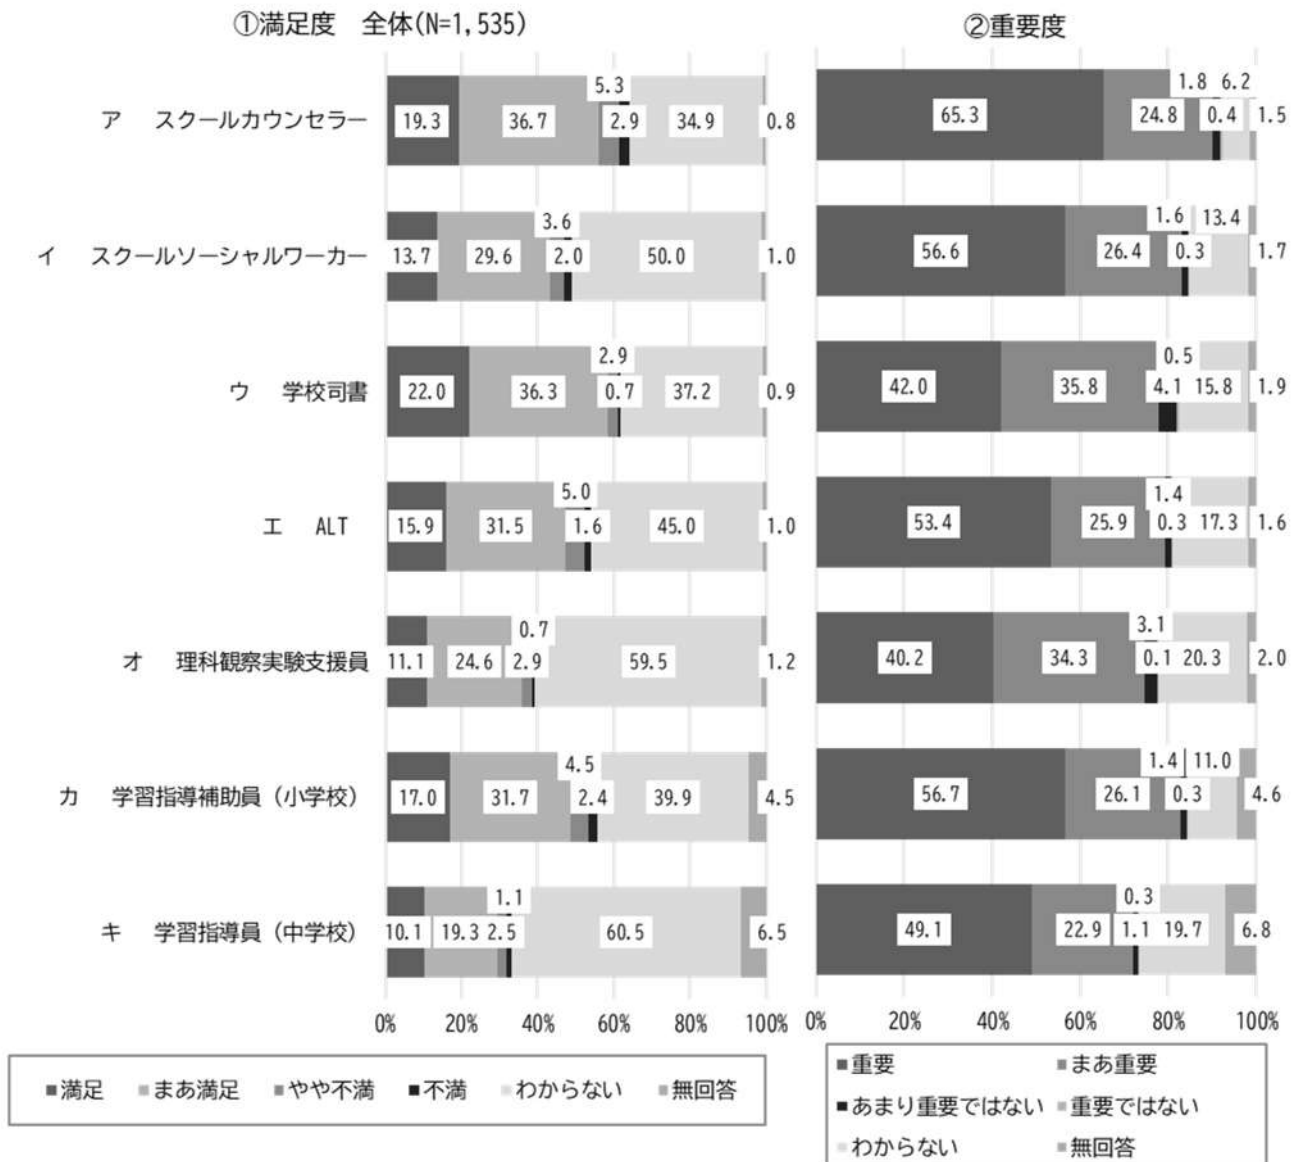 ①満足度　全体(N=1,535)
②重要度
5.3
1.8 6.2
ア　スクールカウンセラー
19.3 36.7 2.9 34.9 0.8
65.3 24.8 0.4 1.5
3.6
1.6 13.4
イ　スクールソーシャルワーカー
13.7 29.6 2.0 50.0 1.0
56.6 26.4 0.3 1.7
2.9
0.5
ウ　学校司書
22.0 36.3 0.7 37.2 0.9
42.0 35.8 4.1 15.8 1.9
5.0
1.4
エ　ALT
15.9 31.5 1.6 45.0 1.0
53.4 25.9 0.3 17.3 1.6
0.7
3.1
オ　理科観察実験支援員
11.1 24.6 2.9 59.5 1.2
40.2 34.3 0.1 20.3 2.0
4.5
1.4 11.0
カ　学習指導補助員（小学校）
17.0 31.7 2.4 39.9 4.5
56.7 26.1 0.3 4.6
1.1
0.3
キ　学習指導員（中学校）
10.1 19.3 2.5 60.5 6.5
49.1 22.9 1.1 19.7 6.8
0% 20% 40% 60% 80% 100%
0% 20% 40% 60% 80% 100%
■満足 ■まあ満足 ■やや不満 ■不満 ■わからない ■無回答
■重要 ■まあ重要
■あまり重要ではない ■重要ではない
■わからない ■無回答